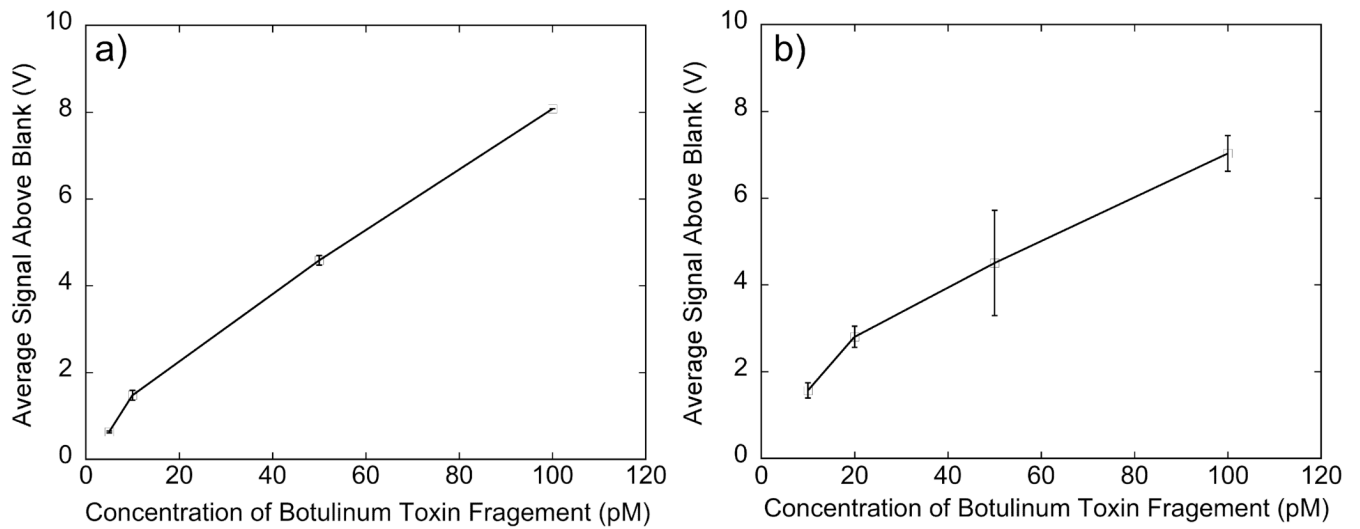 a)
Average Signal Above Blank (V)
10
8
6
4
2
0
0 20 40 60 80 100 120
Concentration of Botulinum Toxin Fragement (pM)
b)
Average Signal Above Blank (V)
10
8
6
4
2
0
0 20 40 60 80 100 120
Concentration of Botulinum Toxin Fragement (pM)